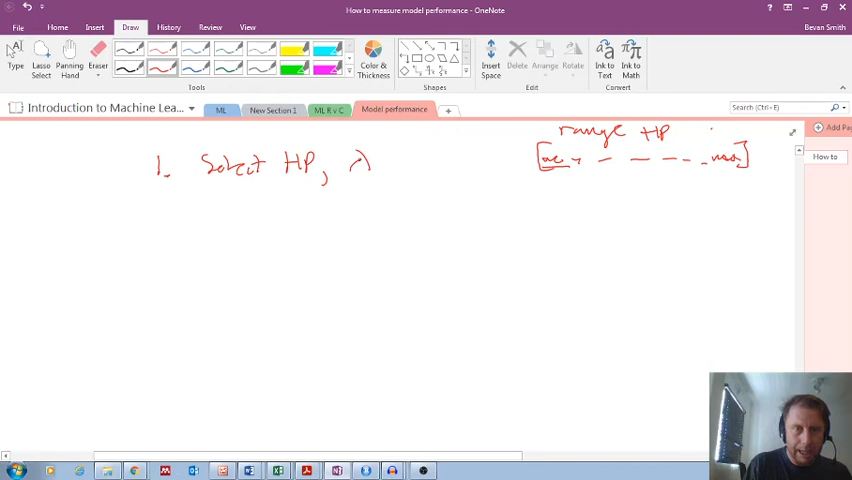 How to measure model performance - OneNote
Bevan Smith
File Home Insert Draw History Review View
Type
Lasso Select
Panning Hand
Eraser
Color & Thickness
Insert Space
Delete
Arrange
Rotate
Ink to Text
Ink to Math
Tools
Shapes
Edit
Convert
Introduction to Machine Lea...
ML
New Section 1
ML R v C
Model performance
Search (Ctrl+E)
range HP
1. Select HP, λ
Add Pa
How to